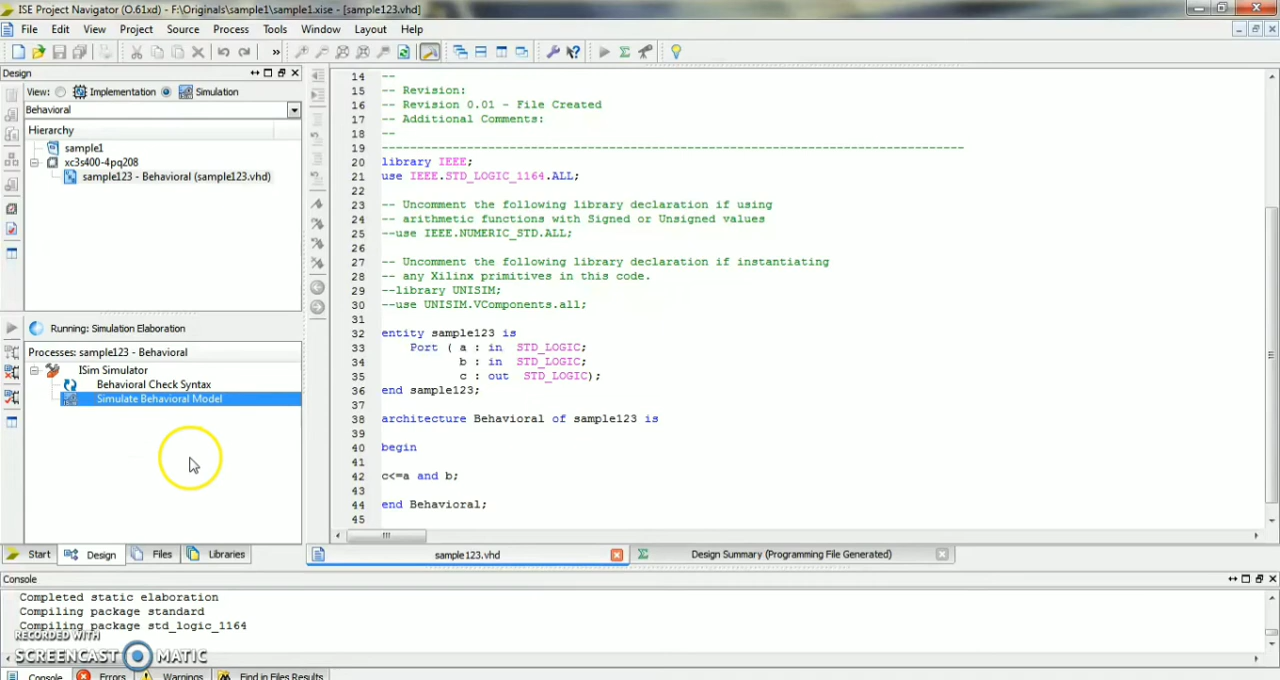 ISE Project Navigator (O.61xd) - F:\Originals\sample1\sample1.xise - [sample123.vhd]
File Edit View Project Source Process Tools Window Layout Help
Design
View: Implementation Simulation
Behavioral
Hierarchy
sample1
xc3s400-4pq208
sample123 - Behavioral (sample123.vhd)
Running: Simulation Elaboration
Processes: sample123 - Behavioral
ISim Simulator
Behavioral Check Syntax
Simulate Behavioral Model
Start Design Files Libraries
14 --
15 -- Revision:
16 -- Revision 0.01 - File Created
17 -- Additional Comments:
18 --
19 ----------------------------------------------------------------------------------
20 library IEEE;
21 use IEEE.STD_LOGIC_1164.ALL;
22
23 -- Uncomment the following library declaration if using
24 -- arithmetic functions with Signed or Unsigned values
25 --use IEEE.NUMERIC_STD.ALL;
26
27 -- Uncomment the following library declaration if instantiating
28 -- any Xilinx primitives in this code.
29 --library UNISIM;
30 --use UNISIM.VComponents.all;
31
32 entity sample123 is
33 Port ( a : in STD_LOGIC;
34 b : in STD_LOGIC;
35 c : out STD_LOGIC);
36 end sample123;
37
38 architecture Behavioral of sample123 is
39
40 begin
41
42 c<=a and b;
43
44 end Behavioral;
45
sample123.vhd Design Summary (Programming File Generated)
Console
Completed static elaboration
Compiling package standard
Compiling package std_logic_1164
RECORDED WITH
SCREENCAST MATIC
Console Errors Warnings Find in Files Results